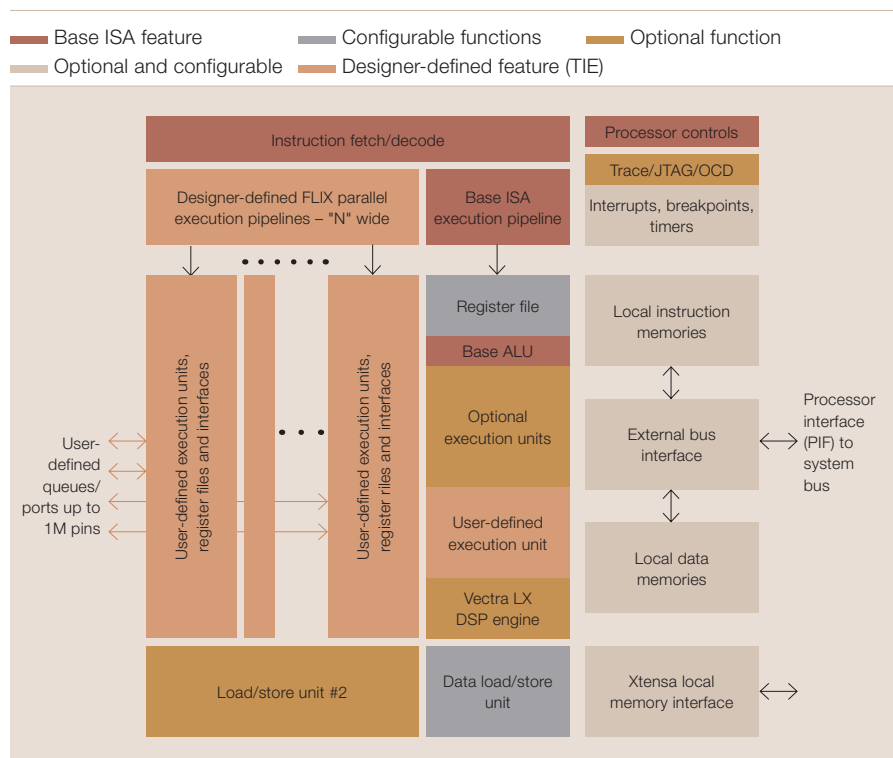 Base ISA feature
Configurable functions
Optional function
Optional and configurable
Designer-defined feature (TIE)
Instruction fetch/decode
Processor controls
Trace/JTAG/OCD
Interrupts, breakpoints,
timers
Designer-defined FLIX parallel
execution pipelines – "N" wide
Base ISA
execution pipeline
User-defined execution units,
register files and interfaces
User-defined execution units,
register riles and interfaces
Register file
Base ALU
Optional
execution units
User-defined
execution unit
Vectra LX
DSP engine
Local instruction
memories
External bus
interface
Local data
memories
Processor
interface
(PIF) to
system
bus
User-
defined
queues/
ports up to
1M pins
Load/store unit #2
Data load/store
unit
Xtensa local
memory interface